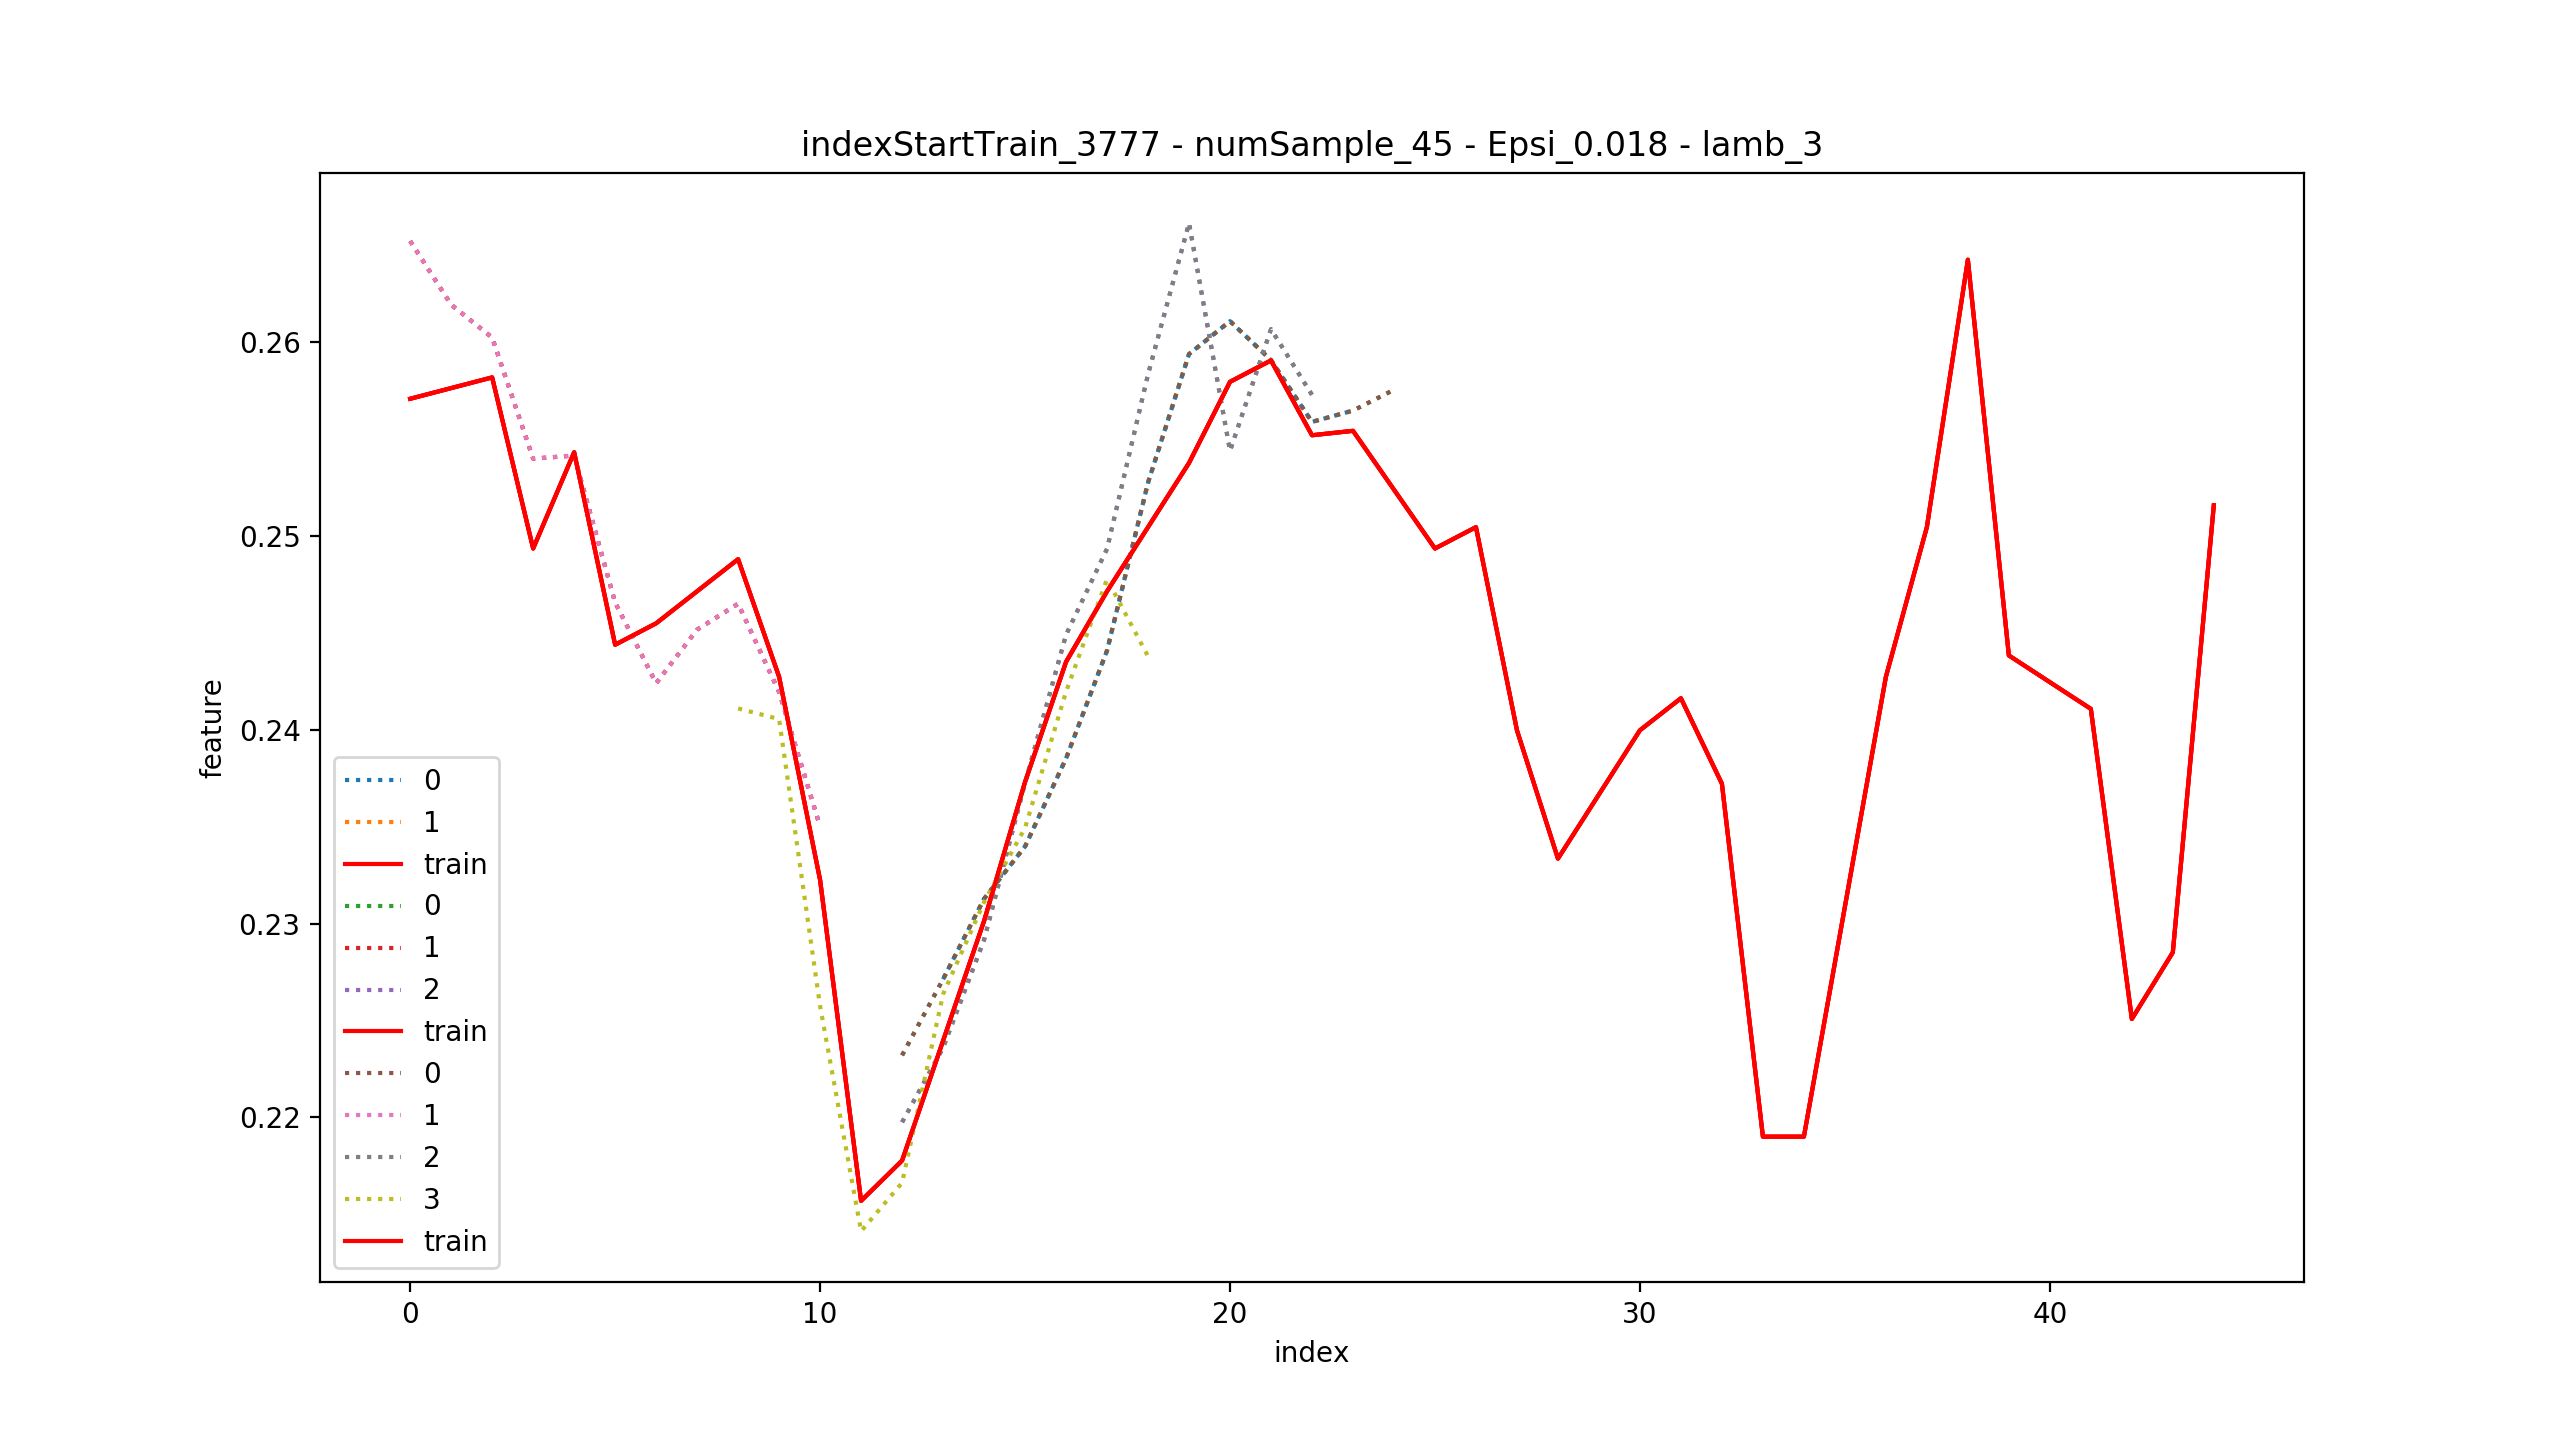 indexStartTrain_3777 - numSample_45 - Epsi_0.018 - lamb_3
feature
0.26
0.25
0.24
0.23
0.22
0
1
train
0
1
2
train
0
1
2
3
train
0 10 20 30 40
index